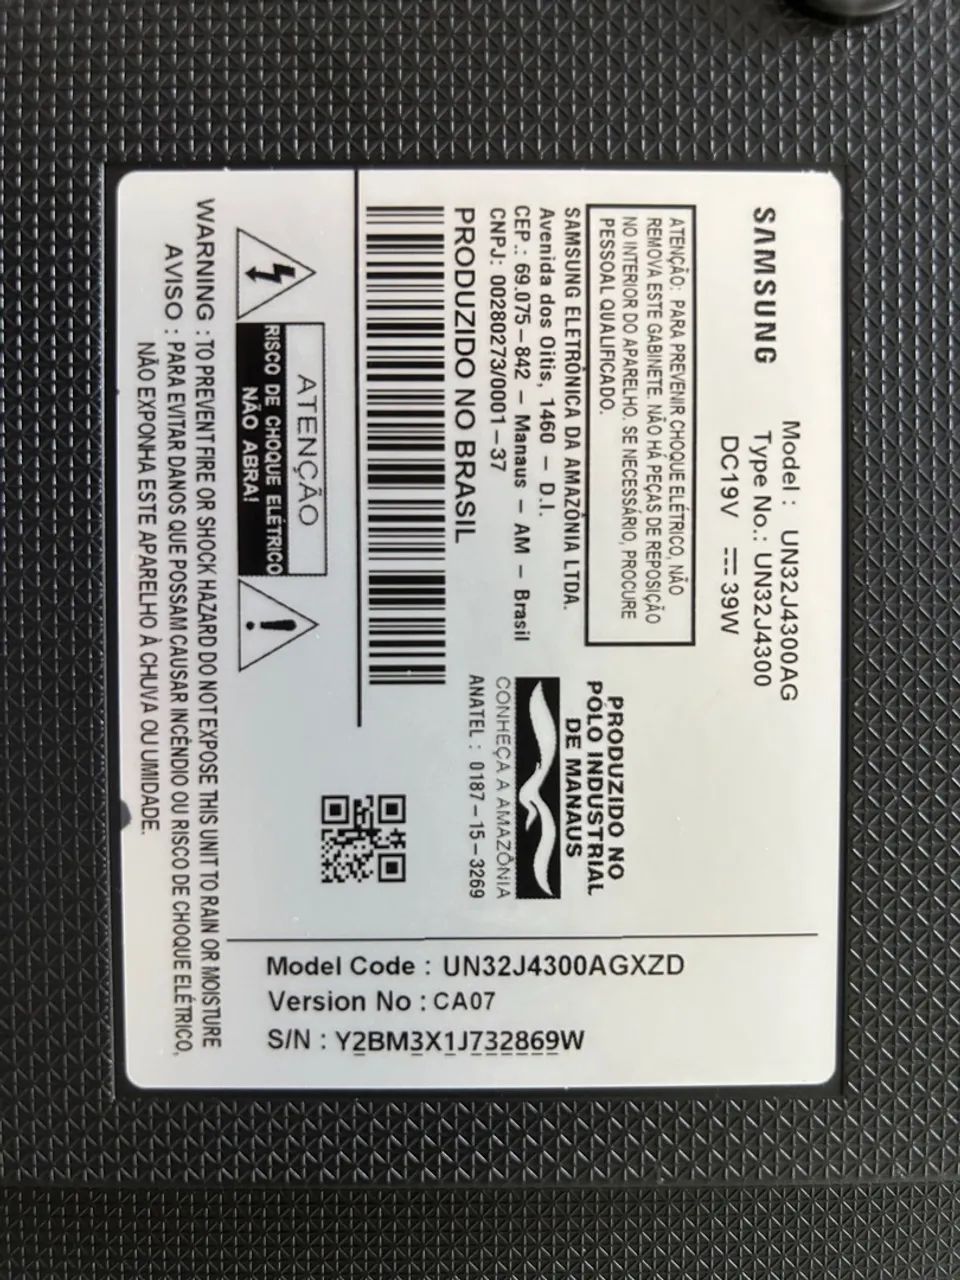 SAMSUNG
Model : UN32J4300AG
Type No.: UN32J4300
DC19V ⎓ 39W
ATENÇÃO: PARA PREVENIR CHOQUE ELÉTRICO, NÃO
REMOVA ESTE GABINETE. NÃO HÁ PEÇAS DE REPOSIÇÃO
NO INTERIOR DO APARELHO. SE NECESSÁRIO, PROCURE
PESSOAL QUALIFICADO.
SAMSUNG ELETRÔNICA DA AMAZÔNIA LTDA.
Avenida dos Oitis, 1460 – D.I.
CEP.: 69.075–842 – Manaus – AM – Brasil
CNPJ: 00280273/0001–37
PRODUZIDO NO BRASIL
PRODUZIDO NO
PÓLO INDUSTRIAL
DE MANAUS
CONHEÇA A AMAZÔNIA
ANATEL : 0187–15–3269
ATENÇÃO
RISCO DE CHOQUE ELÉTRICO
NÃO ABRA!
WARNING : TO PREVENT FIRE OR SHOCK HAZARD DO NOT EXPOSE THIS UNIT TO RAIN OR MOISTURE
AVISO : PARA EVITAR DANOS QUE POSSAM CAUSAR INCÊNDIO OU RISCO DE CHOQUE ELÉTRICO,
NÃO EXPONHA ESTE APARELHO À CHUVA OU UMIDADE.
Model Code : UN32J4300AGXZD
Version No : CA07
S/N : Y2BM3X1J732869W